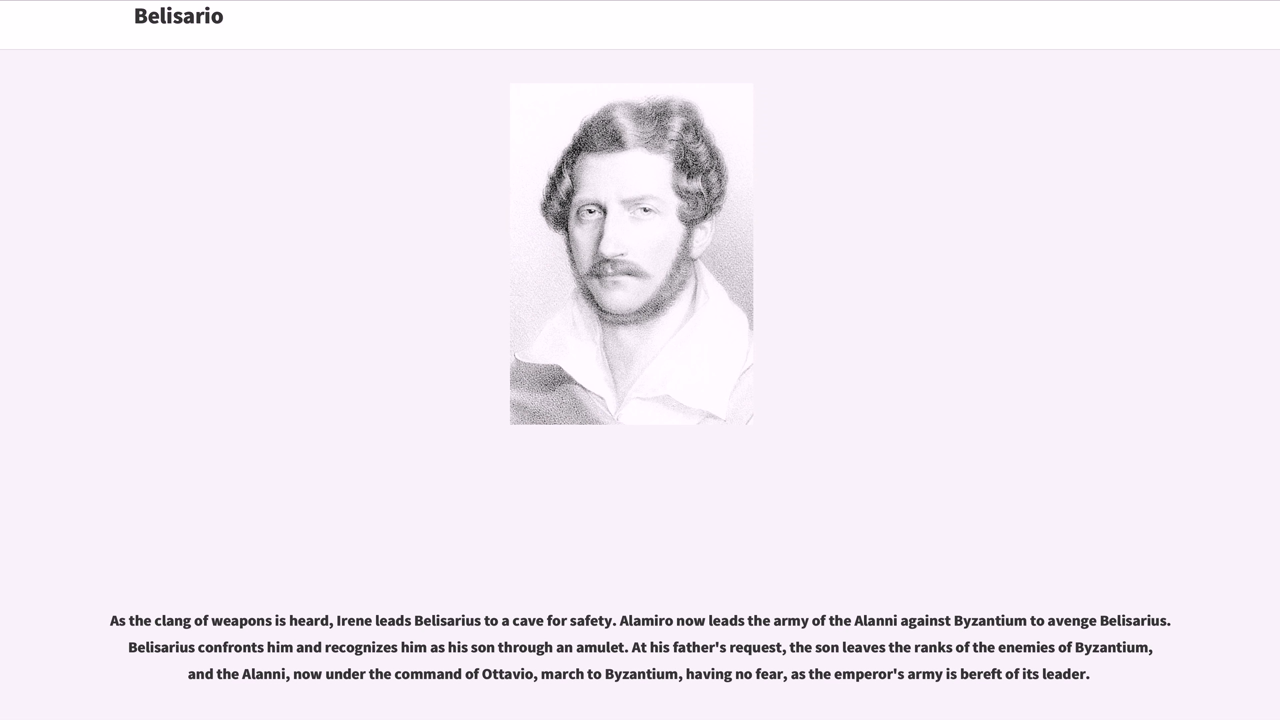 Belisario
As the clang of weapons is heard, Irene leads Belisarius to a cave for safety. Alamiro now leads the army of the Alanni against Byzantium to avenge Belisarius.
Belisarius confronts him and recognizes him as his son through an amulet. At his father's request, the son leaves the ranks of the enemies of Byzantium,
and the Alanni, now under the command of Ottavio, march to Byzantium, having no fear, as the emperor's army is bereft of its leader.